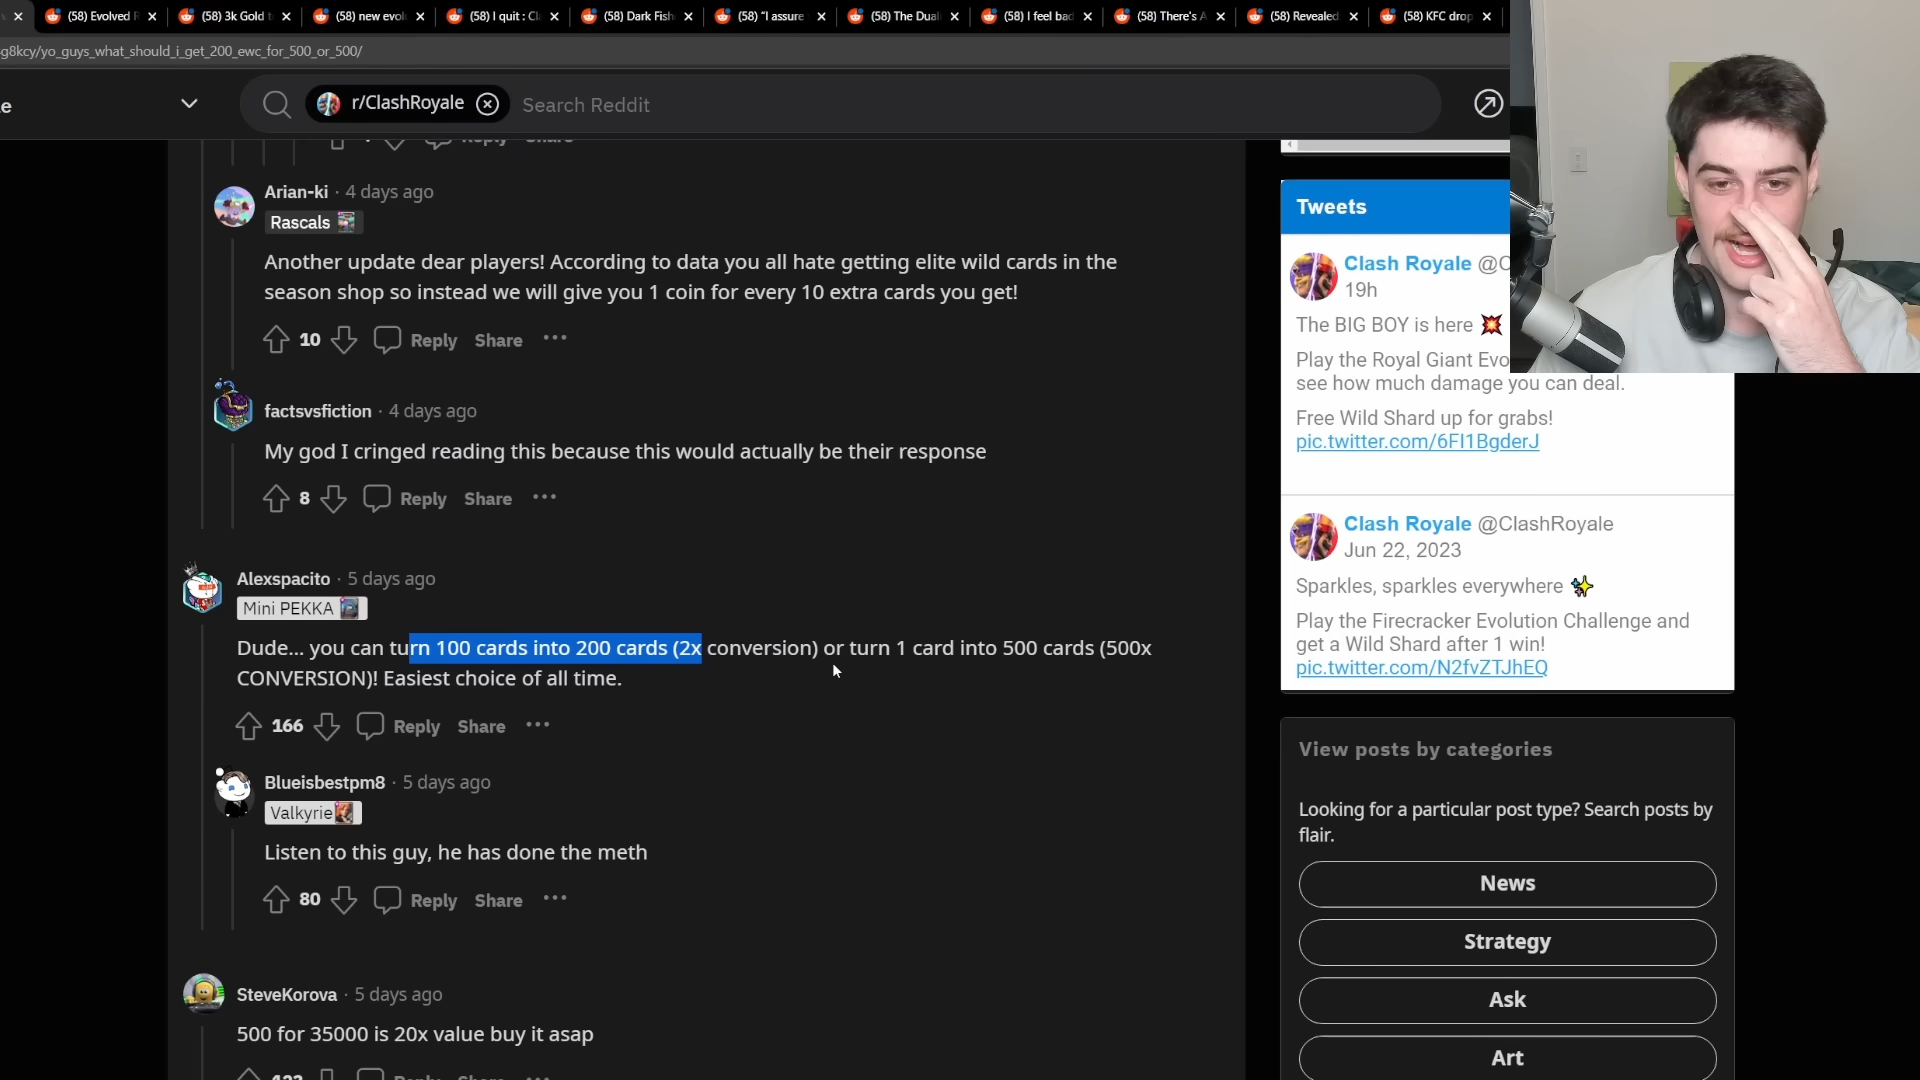 (58) Evolved R
(58) 3k Gold t
(58) new evol
(58) I quit : Cl
(58) Dark Fish
(58) "I assure
(58) The Dual
(58) I feel bad
(58) There's A
(58) Revealed
(58) KFC drop
g8kcy/yo_guys_what_should_i_get_200_ewc_for_500_or_500/
e
r/ClashRoyale
Search Reddit
Reply Share
Arian-ki · 4 days ago
Rascals
Another update dear players! According to data you all hate getting elite wild cards in the
season shop so instead we will give you 1 coin for every 10 extra cards you get!
10 Reply Share ···
factsvsfiction · 4 days ago
My god I cringed reading this because this would actually be their response
8 Reply Share ···
Alexspacito · 5 days ago
Mini PEKKA
Dude... you can turn 100 cards into 200 cards (2x conversion) or turn 1 card into 500 cards (500x
CONVERSION)! Easiest choice of all time.
166 Reply Share ···
Blueisbestpm8 · 5 days ago
Valkyrie
Listen to this guy, he has done the meth
80 Reply Share ···
SteveKorova · 5 days ago
500 for 35000 is 20x value buy it asap
Reply Share ···
Tweets
Clash Royale @C
19h
The BIG BOY is here
Play the Royal Giant Evo
see how much damage you can deal.
Free Wild Shard up for grabs!
pic.twitter.com/6FI1BgderJ
Clash Royale @ClashRoyale
Jun 22, 2023
Sparkles, sparkles everywhere
Play the Firecracker Evolution Challenge and
get a Wild Shard after 1 win!
pic.twitter.com/N2fvZTJhEQ
View posts by categories
Looking for a particular post type? Search posts by
flair.
News
Strategy
Ask
Art